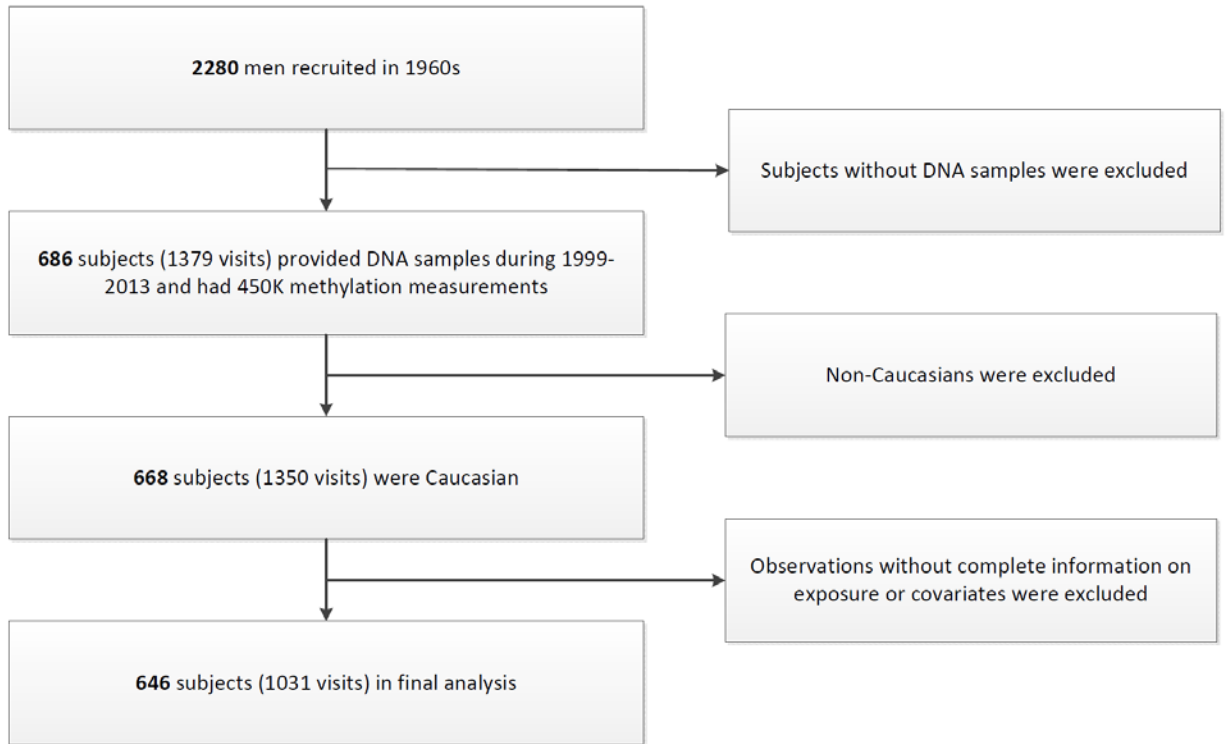 2280 men recruited in 1960s
Subjects without DNA samples were excluded
686 subjects (1379 visits) provided DNA samples during 1999-
2013 and had 450K methylation measurements
Non-Caucasians were excluded
668 subjects (1350 visits) were Caucasian
Observations without complete information on
exposure or covariates were excluded
646 subjects (1031 visits) in final analysis